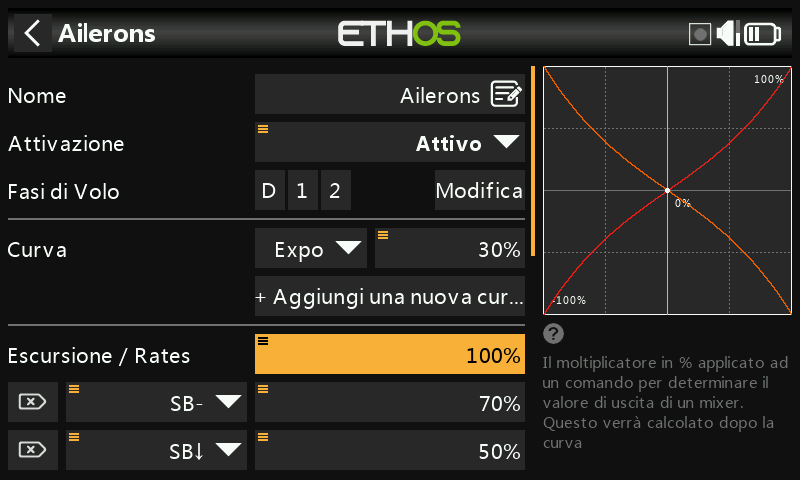 Ailerons
ETHOS
Nome
Ailerons
Attivazione
Attivo
Fasi di Volo
D 1 2
Modifica
Curva
Expo
30%
+ Aggiungi una nuova cur...
Escursione / Rates
100%
SB-
70%
SB↓
50%
100%
0%
-100%
?
Il moltiplicatore in % applicato ad
un comando per determinare il
valore di uscita di un mixer.
Questo verrà calcolato dopo la
curva